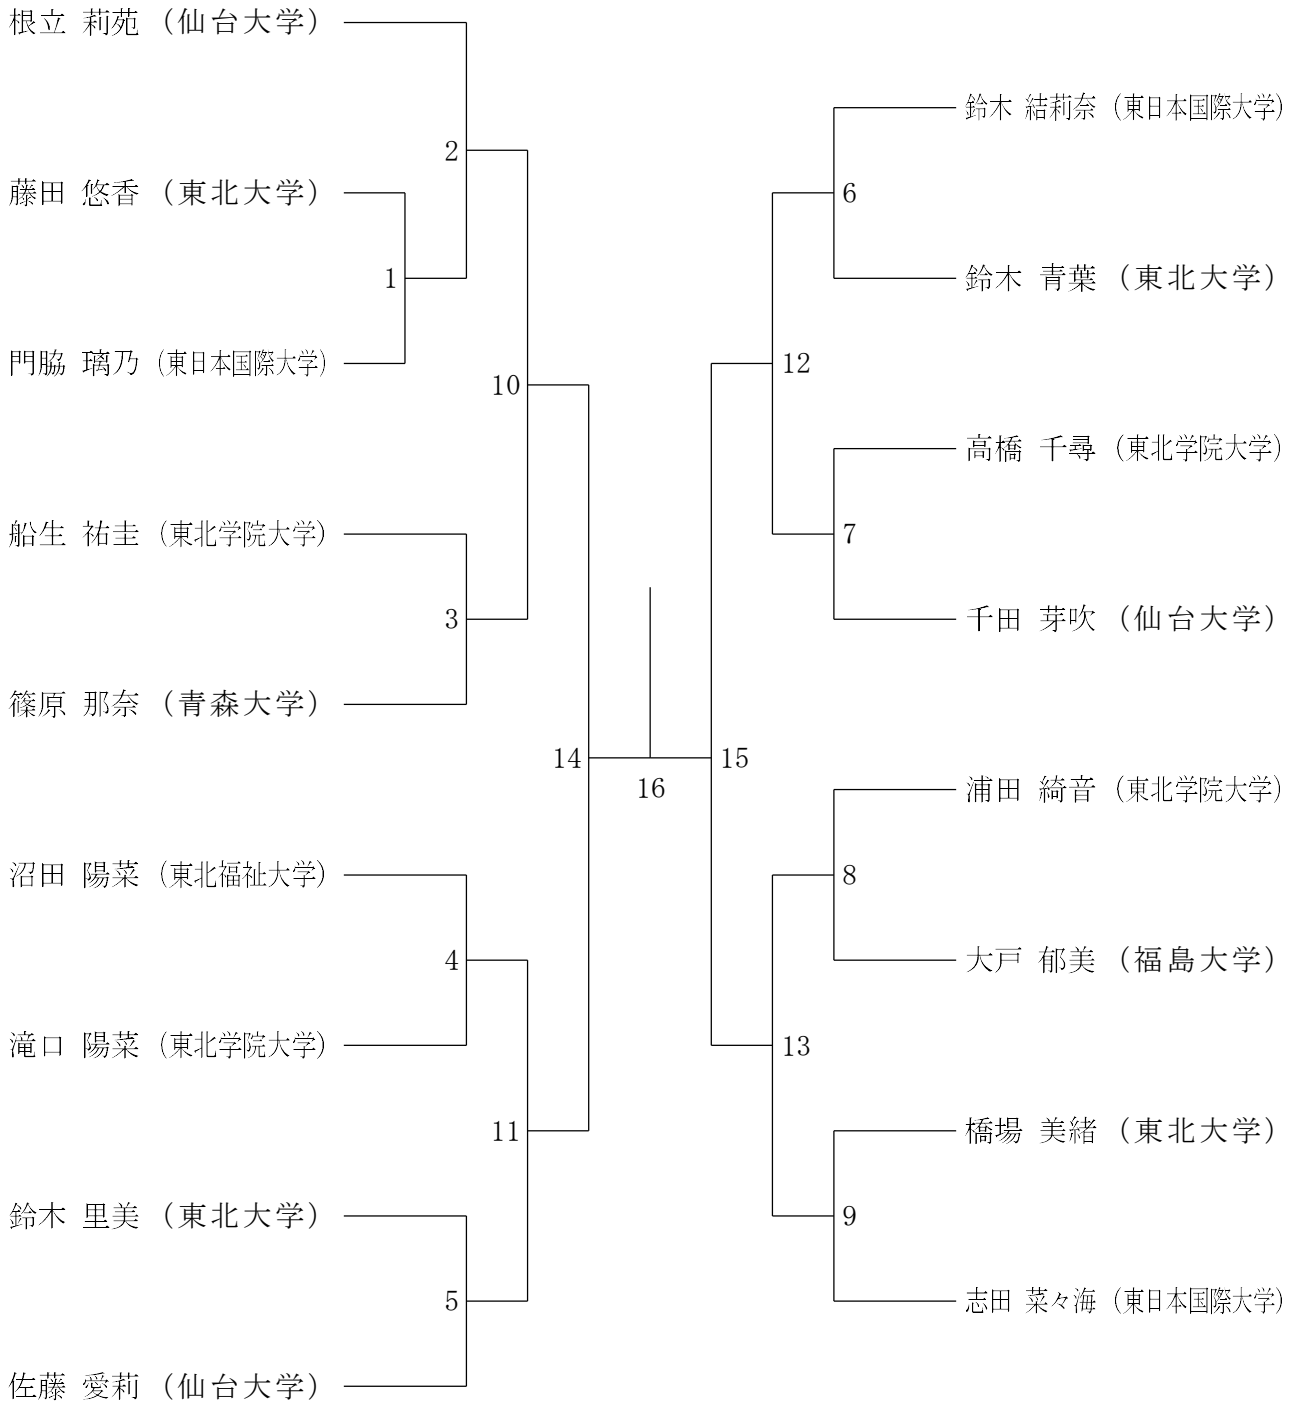 根立 莉苑 （仙台大学）
藤田 悠香 （東北大学）
門脇 璃乃 （東日本国際大学）
船生 祐圭 （東北学院大学）
篠原 那奈 （青森大学）
沼田 陽菜 （東北福祉大学）
滝口 陽菜 （東北学院大学）
鈴木 里美 （東北大学）
佐藤 愛莉 （仙台大学）
2
1
10
3
14
4
11
5
16
15
6
12
7
8
13
9
鈴木 結莉奈 （東日本国際大学）
鈴木 青葉 （東北大学）
高橋 千尋 （東北学院大学）
千田 芽吹 （仙台大学）
浦田 綺音 （東北学院大学）
大戸 郁美 （福島大学）
橋場 美緒 （東北大学）
志田 菜々海 （東日本国際大学）